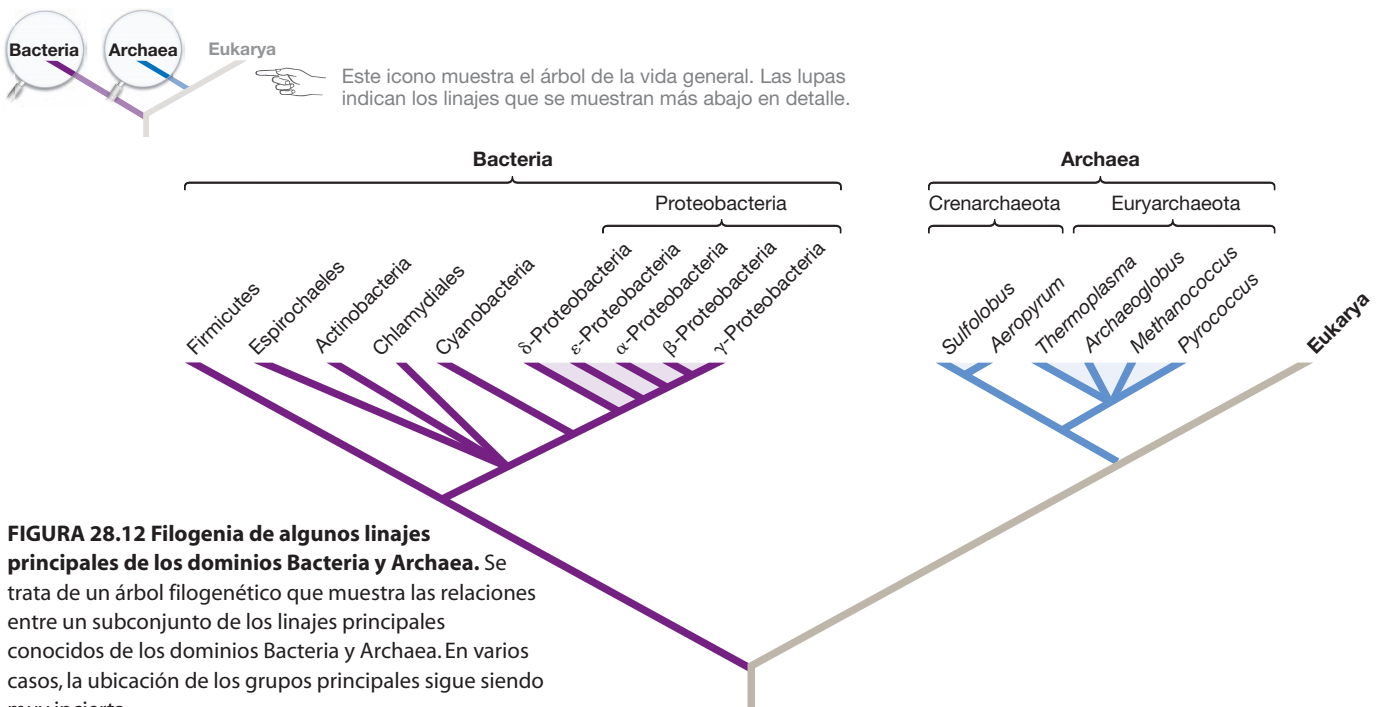 Bacteria
Archaea
Eukarya
Este icono muestra el árbol de la vida general. Las lupas
indican los linajes que se muestran más abajo en detalle.
Bacteria
Archaea
Proteobacteria
Crenarchaeota
Euryarchaeota
Firmicutes
Espirochaeles
Actinobacteria
Chlamydiales
Cyanobacteria
δ-Proteobacteria
ε-Proteobacteria
α-Proteobacteria
β-Proteobacteria
γ-Proteobacteria
Sulfolobus
Aeropyrum
Thermoplasma
Archaeoglobus
Methanococcus
Pyrococcus
Eukarya
FIGURA 28.12 Filogenia de algunos linajes
principales de los dominios Bacteria y Archaea. Se
trata de un árbol filogenético que muestra las relaciones
entre un subconjunto de los linajes principales
conocidos de los dominios Bacteria y Archaea. En varios
casos, la ubicación de los grupos principales sigue siendo